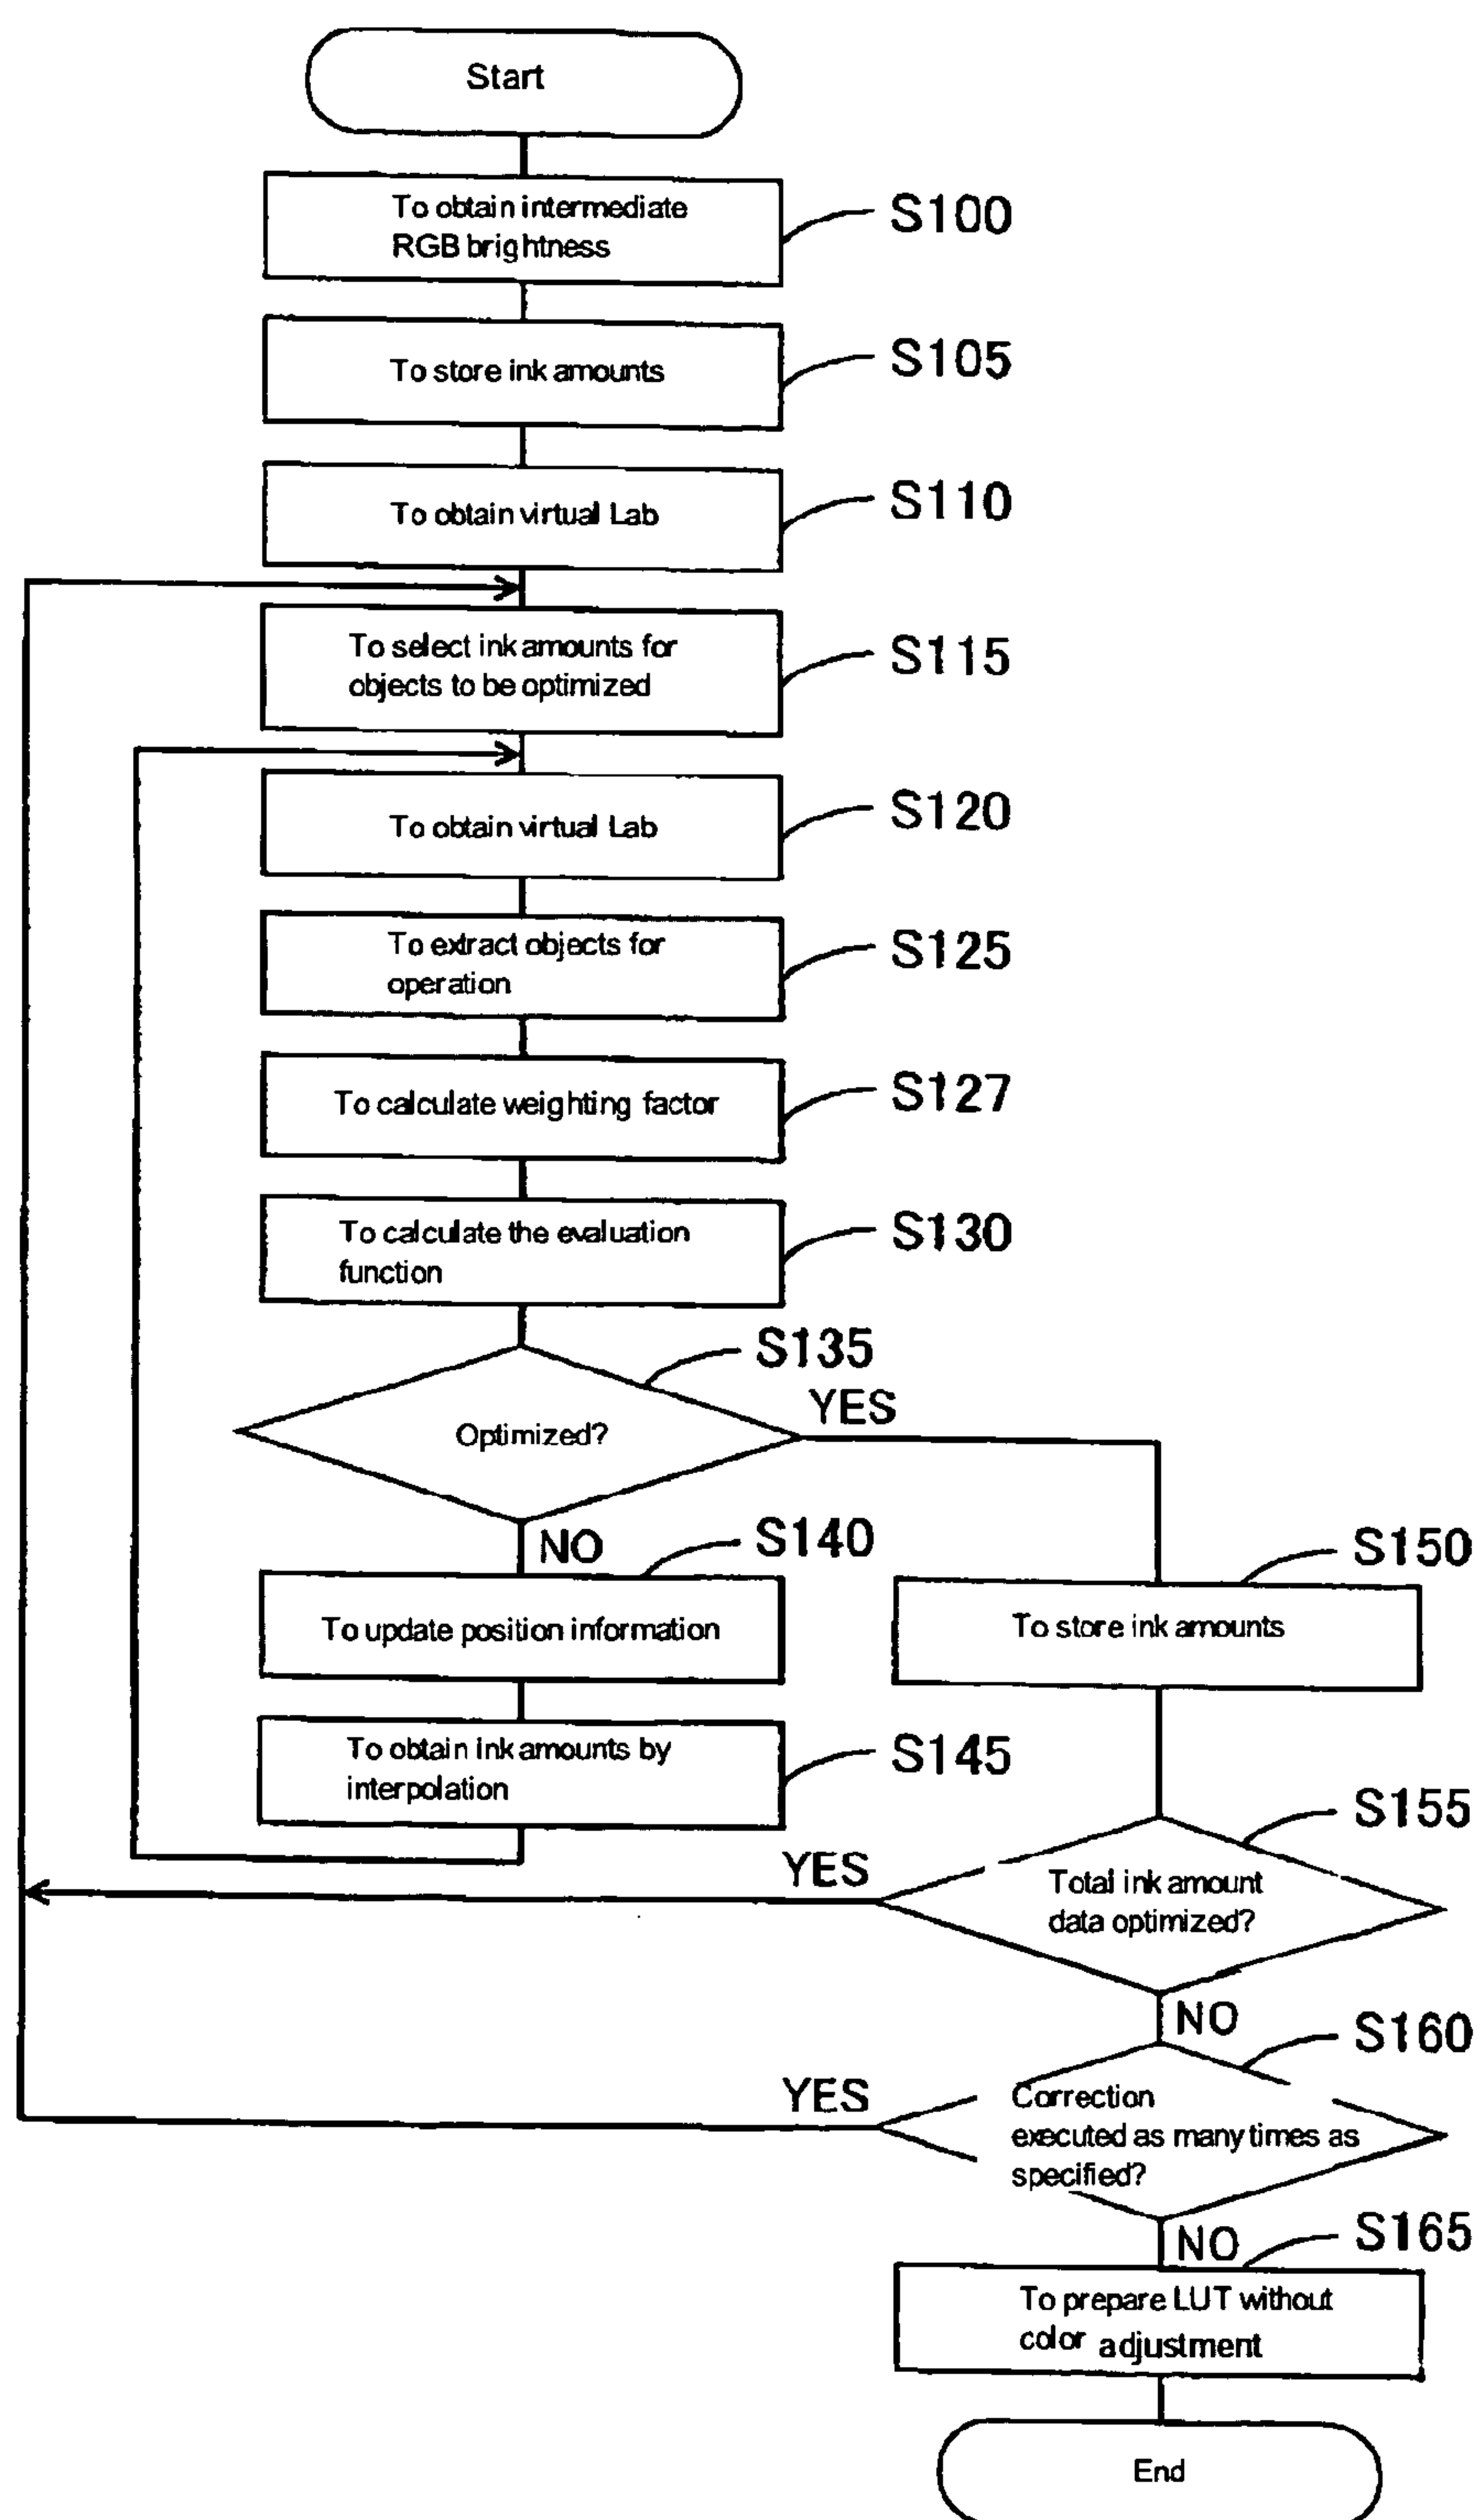 Start
To obtain intermediate
RGB brightness
S100
To store ink amounts
S105
To obtain virtual Lab
S110
To select ink amounts for
objects to be optimized
S115
To obtain virtual Lab
S120
To extract objects for
operation
S125
To calculate weighting factor
S127
To calculate the evaluation
function
S130
S135
Optimized?
YES
NO
S140
To update position information
S150
To store ink amounts
To obtain ink amounts by
interpolation
S145
S155
Total ink amount
data optimized?
YES
NO
S160
Correction
executed as many times as
specified?
YES
NO
S165
To prepare LUT without
color adjustment
End